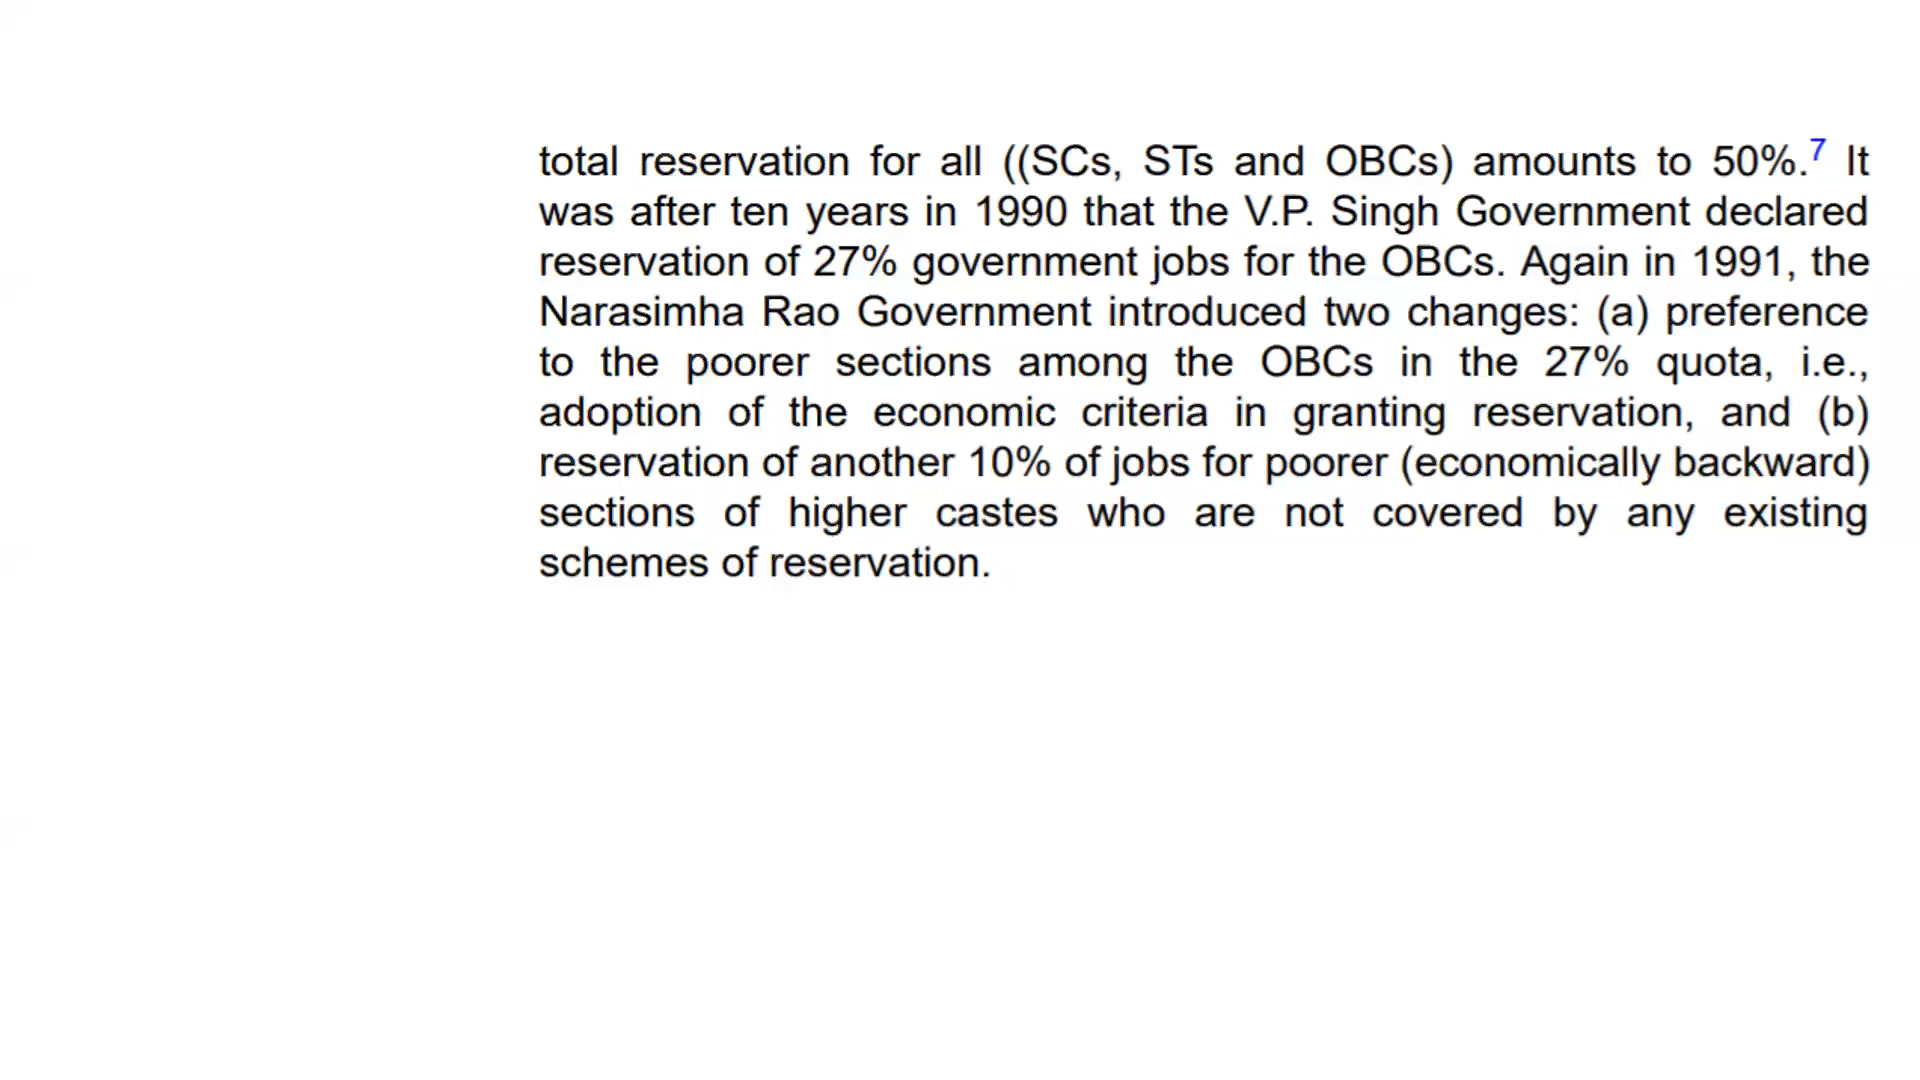 total reservation for all ((SCs, STs and OBCs) amounts to 50%.7 It
was after ten years in 1990 that the V.P. Singh Government declared
reservation of 27% government jobs for the OBCs. Again in 1991, the
Narasimha Rao Government introduced two changes: (a) preference
to the poorer sections among the OBCs in the 27% quota, i.e.,
adoption of the economic criteria in granting reservation, and (b)
reservation of another 10% of jobs for poorer (economically backward)
sections of higher castes who are not covered by any existing
schemes of reservation.